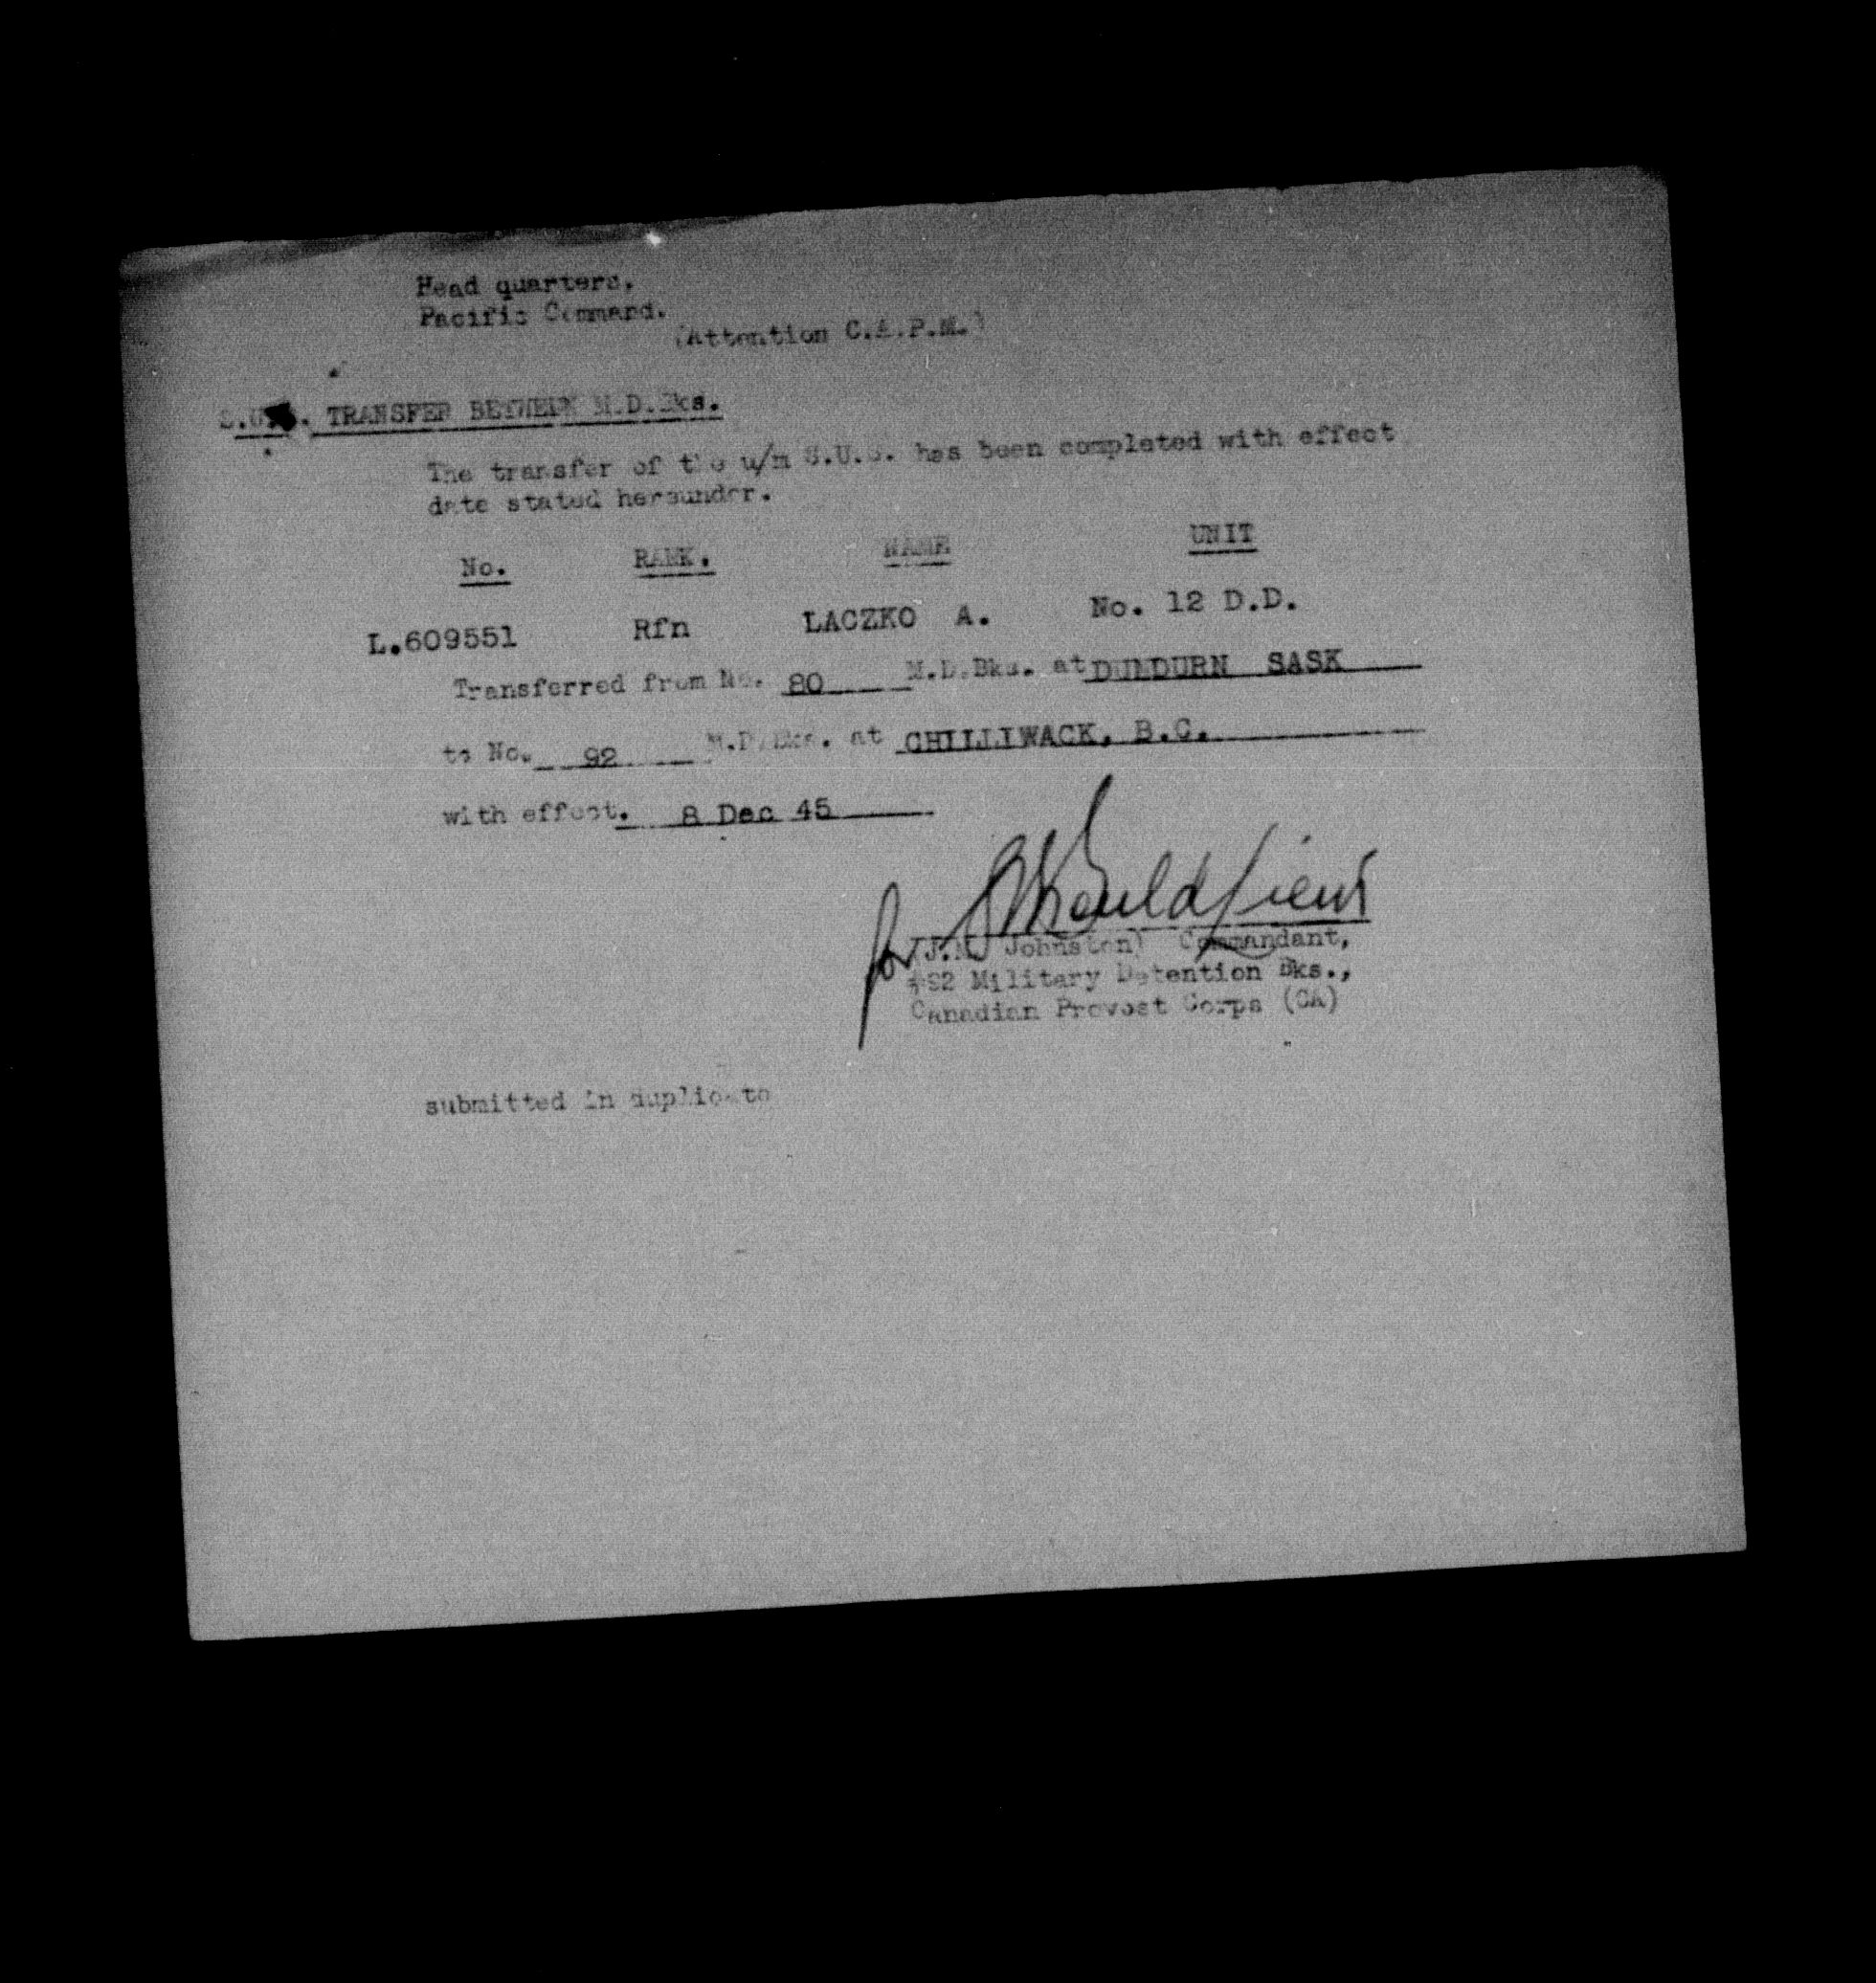 Head quarters.
Pacific Command.
(Attention C.A.P.M.)
S.U.S. TRANSFER BETWEEN M.D.Bks.
The transfer of the u/m S.U.S. has been completed with effect
date stated hereunder.
No. RANK. NAME UNIT
L.609551 Rfn LACZKO A. No. 12 D.D.
Transferred from No. 80 M.D.Bks. at DUNDURN SASK
to No. 92 M.D.Bks. at CHILLIWACK, B.C.
with effect. 8 Dec 45
for (J.N. Johnston) Commandant,
#92 Military Detention Bks.,
Canadian Provost Corps (CA)
submitted in duplicate